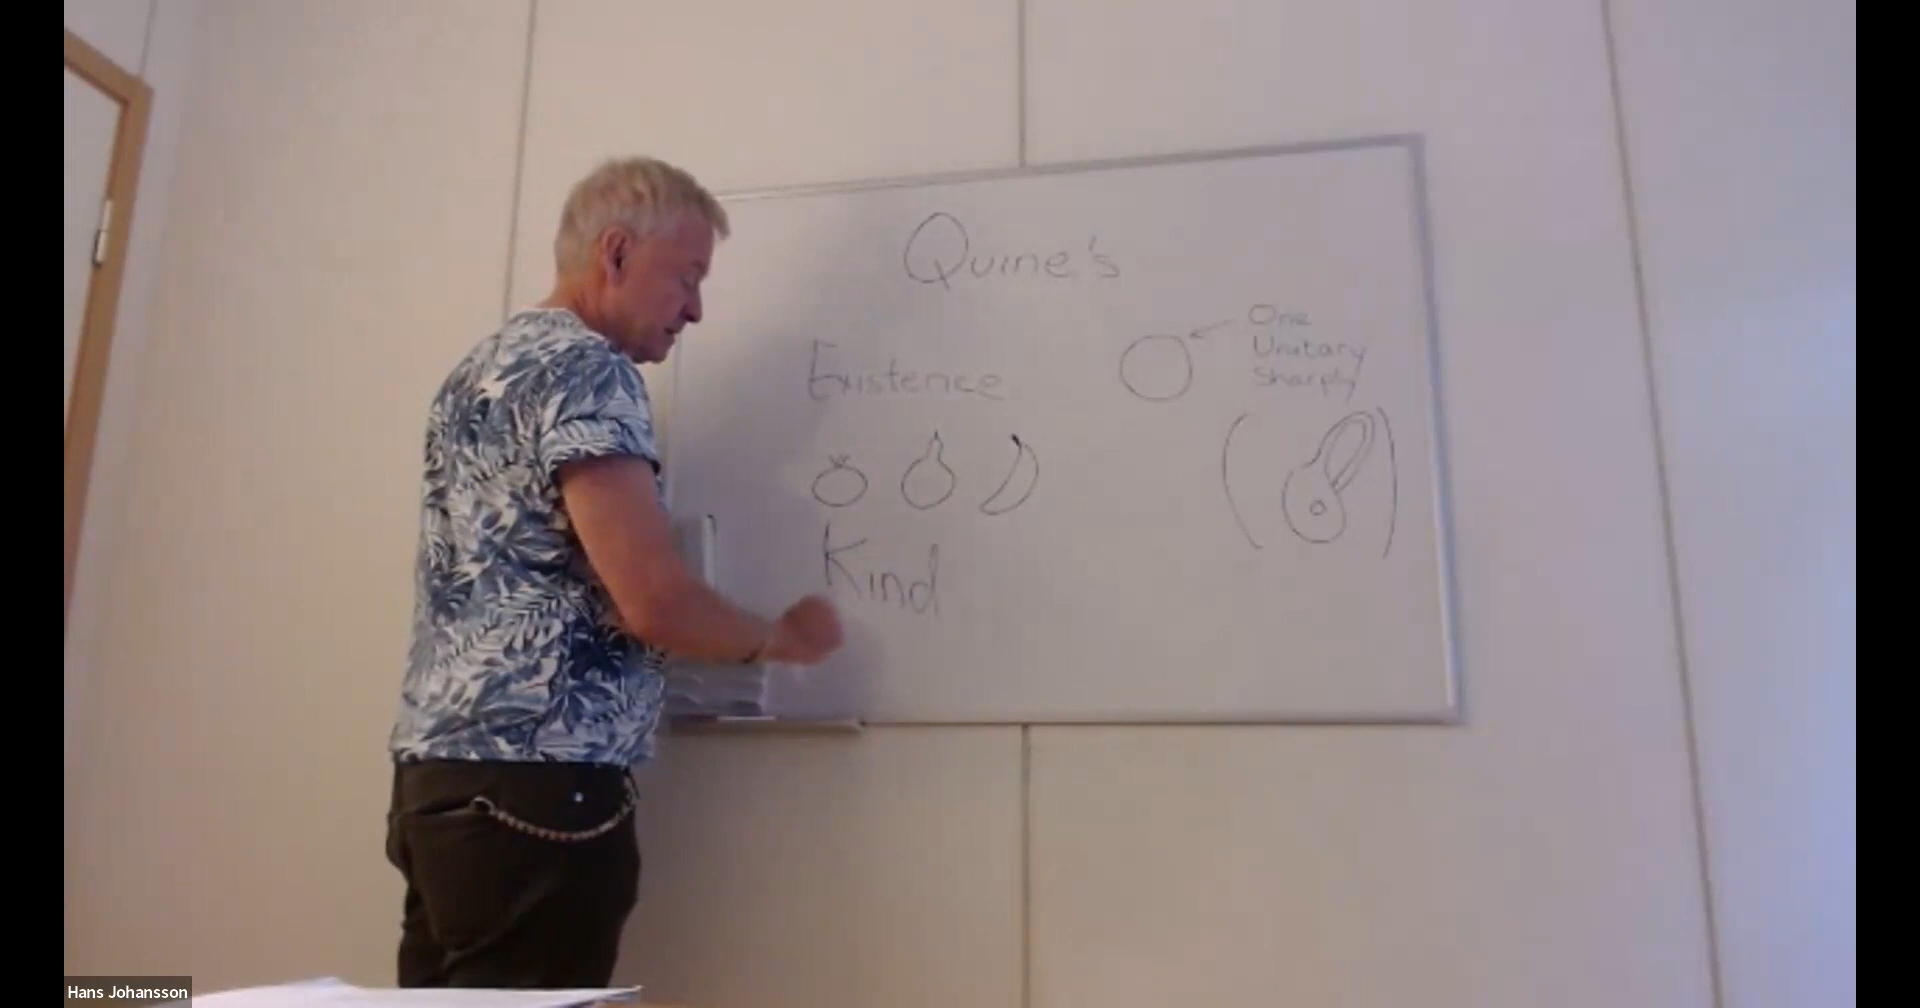 Quine's
Existence
One
Unitary
Sharply
Kind
Hans Johansson